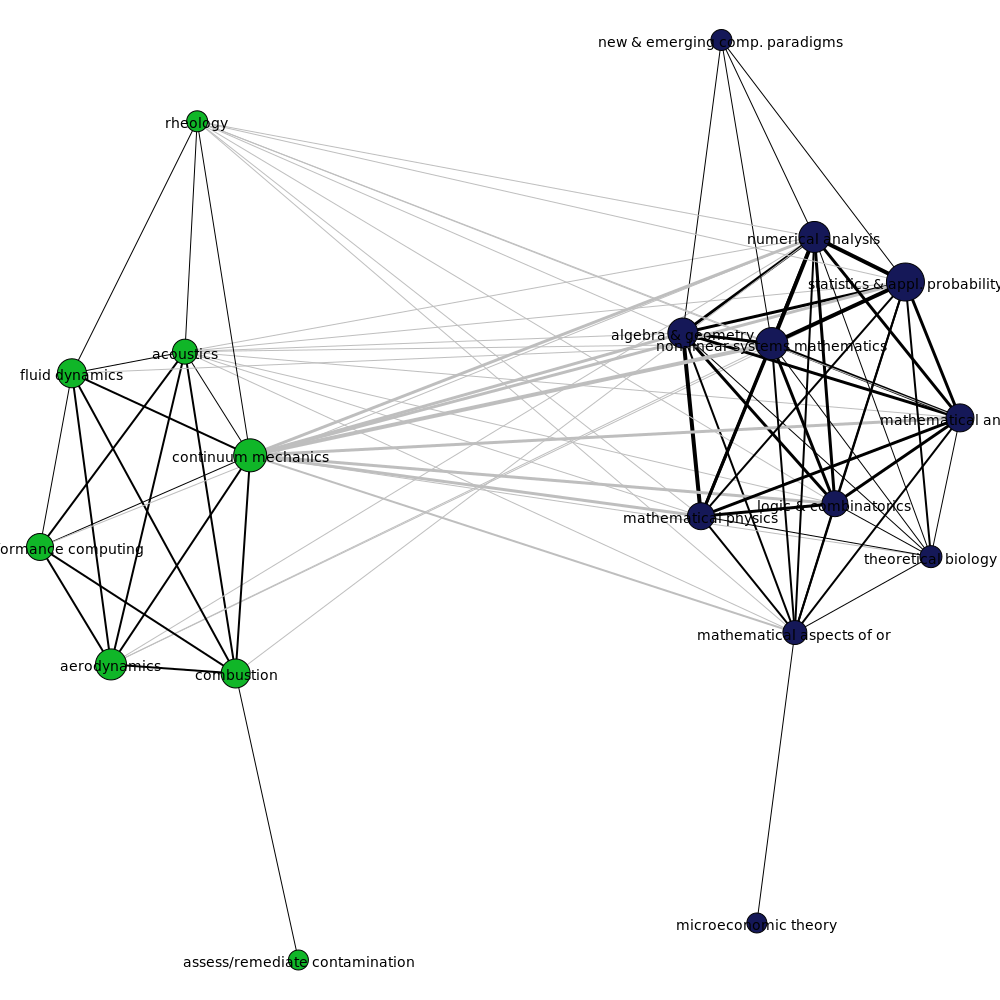 new & emerging comp. paradigms
rheology
numerical analysis
statistics & appl. probability
algebra & geometry
nonlinear systems mathematics
acoustics
fluid dynamics
mathematical an
continuum mechanics
logic & combinatorics
mathematical physics
formance computing
theoretical biology
mathematical aspects of or
aerodynamics
combustion
microeconomic theory
assess/remediate contamination